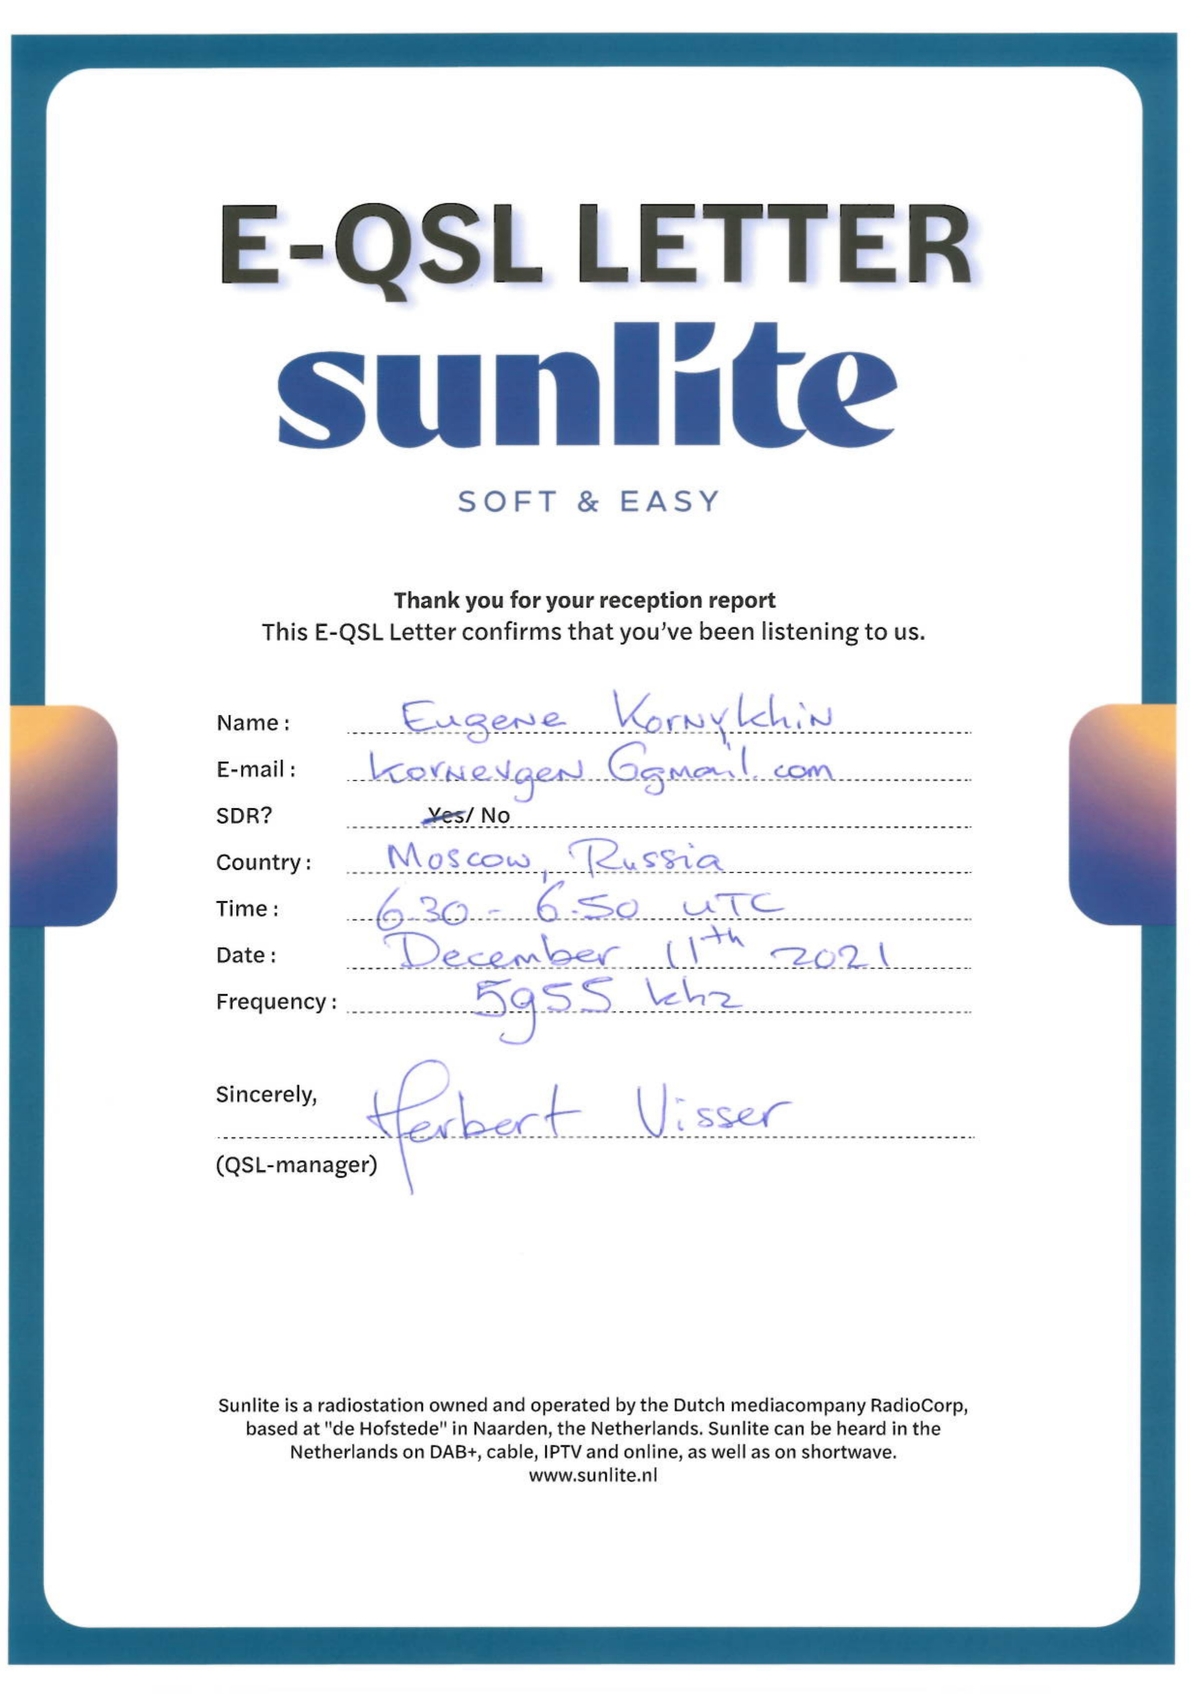 E-QSL LETTER
sunlite
SOFT & EASY
Thank you for your reception report
This E-QSL Letter confirms that you've been listening to us.
Name : Eugene Kornykhin
E-mail : kornevgen@gmail.com
SDR? Yes/ No
Country : Moscow, Russia
Time : 6.30 - 6.50 UTC
Date : December 11th 2021
Frequency : 5955 khz
Sincerely, Herbert Visser
(QSL-manager)
Sunlite is a radiostation owned and operated by the Dutch mediacompany RadioCorp,
based at "de Hofstede" in Naarden, the Netherlands. Sunlite can be heard in the
Netherlands on DAB+, cable, IPTV and online, as well as on shortwave.
www.sunlite.nl